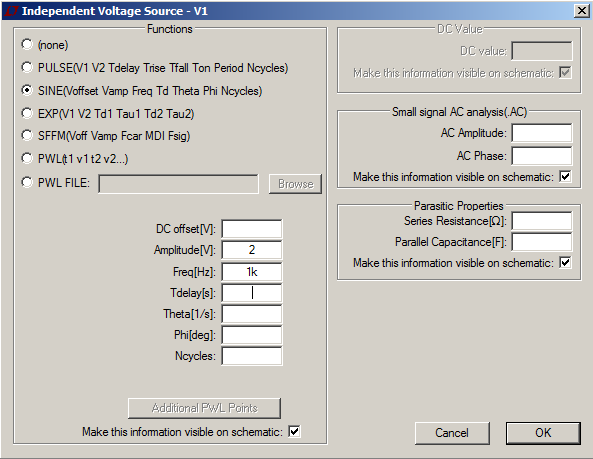 Independent Voltage Source - V1
Functions
(none)
PULSE(V1 V2 Tdelay Trise Tfall Ton Period Ncycles)
SINE(Voffset Vamp Freq Td Theta Phi Ncycles)
EXP(V1 V2 Td1 Tau1 Td2 Tau2)
SFFM(Voff Vamp Fcar MDI Fsig)
PWL(t1 v1 t2 v2...)
PWL FILE:
Browse
DC offset[V]:
Amplitude[V]: 2
Freq[Hz]: 1k
Tdelay[s]:
Theta[1/s]:
Phi[deg]:
Ncycles:
Additional PWL Points
Make this information visible on schematic:
DC Value
DC value:
Make this information visible on schematic:
Small signal AC analysis(.AC)
AC Amplitude:
AC Phase:
Make this information visible on schematic:
Parasitic Properties
Series Resistance[Ω]:
Parallel Capacitance[F]:
Make this information visible on schematic:
Cancel
OK